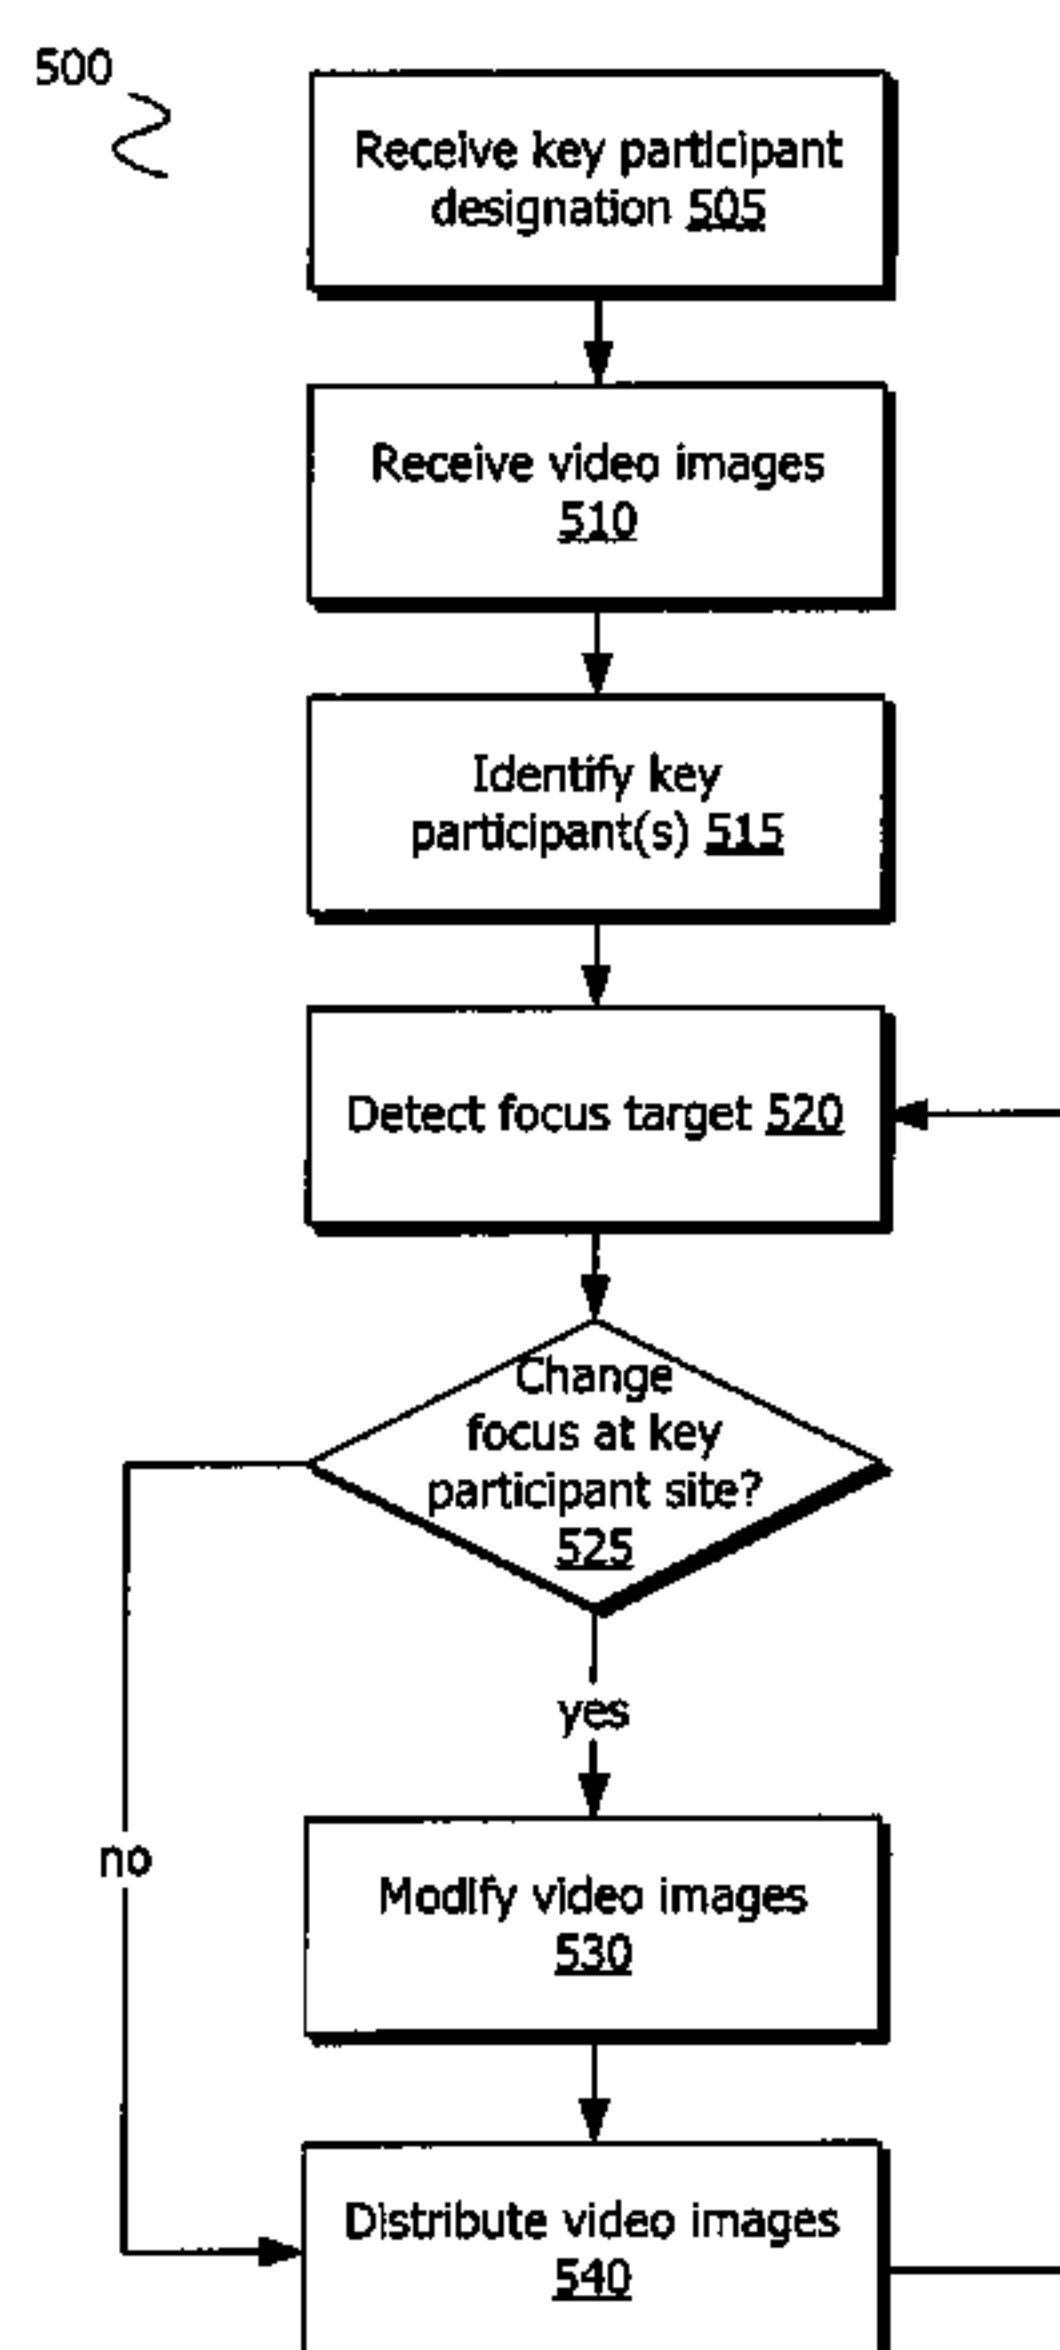 500
Receive key participant
designation 505
Receive video images
510
Identify key
participant(s) 515
Detect focus target 520
Change
focus at key
participant site?
525
yes
no
Modify video images
530
Distribute video images
540